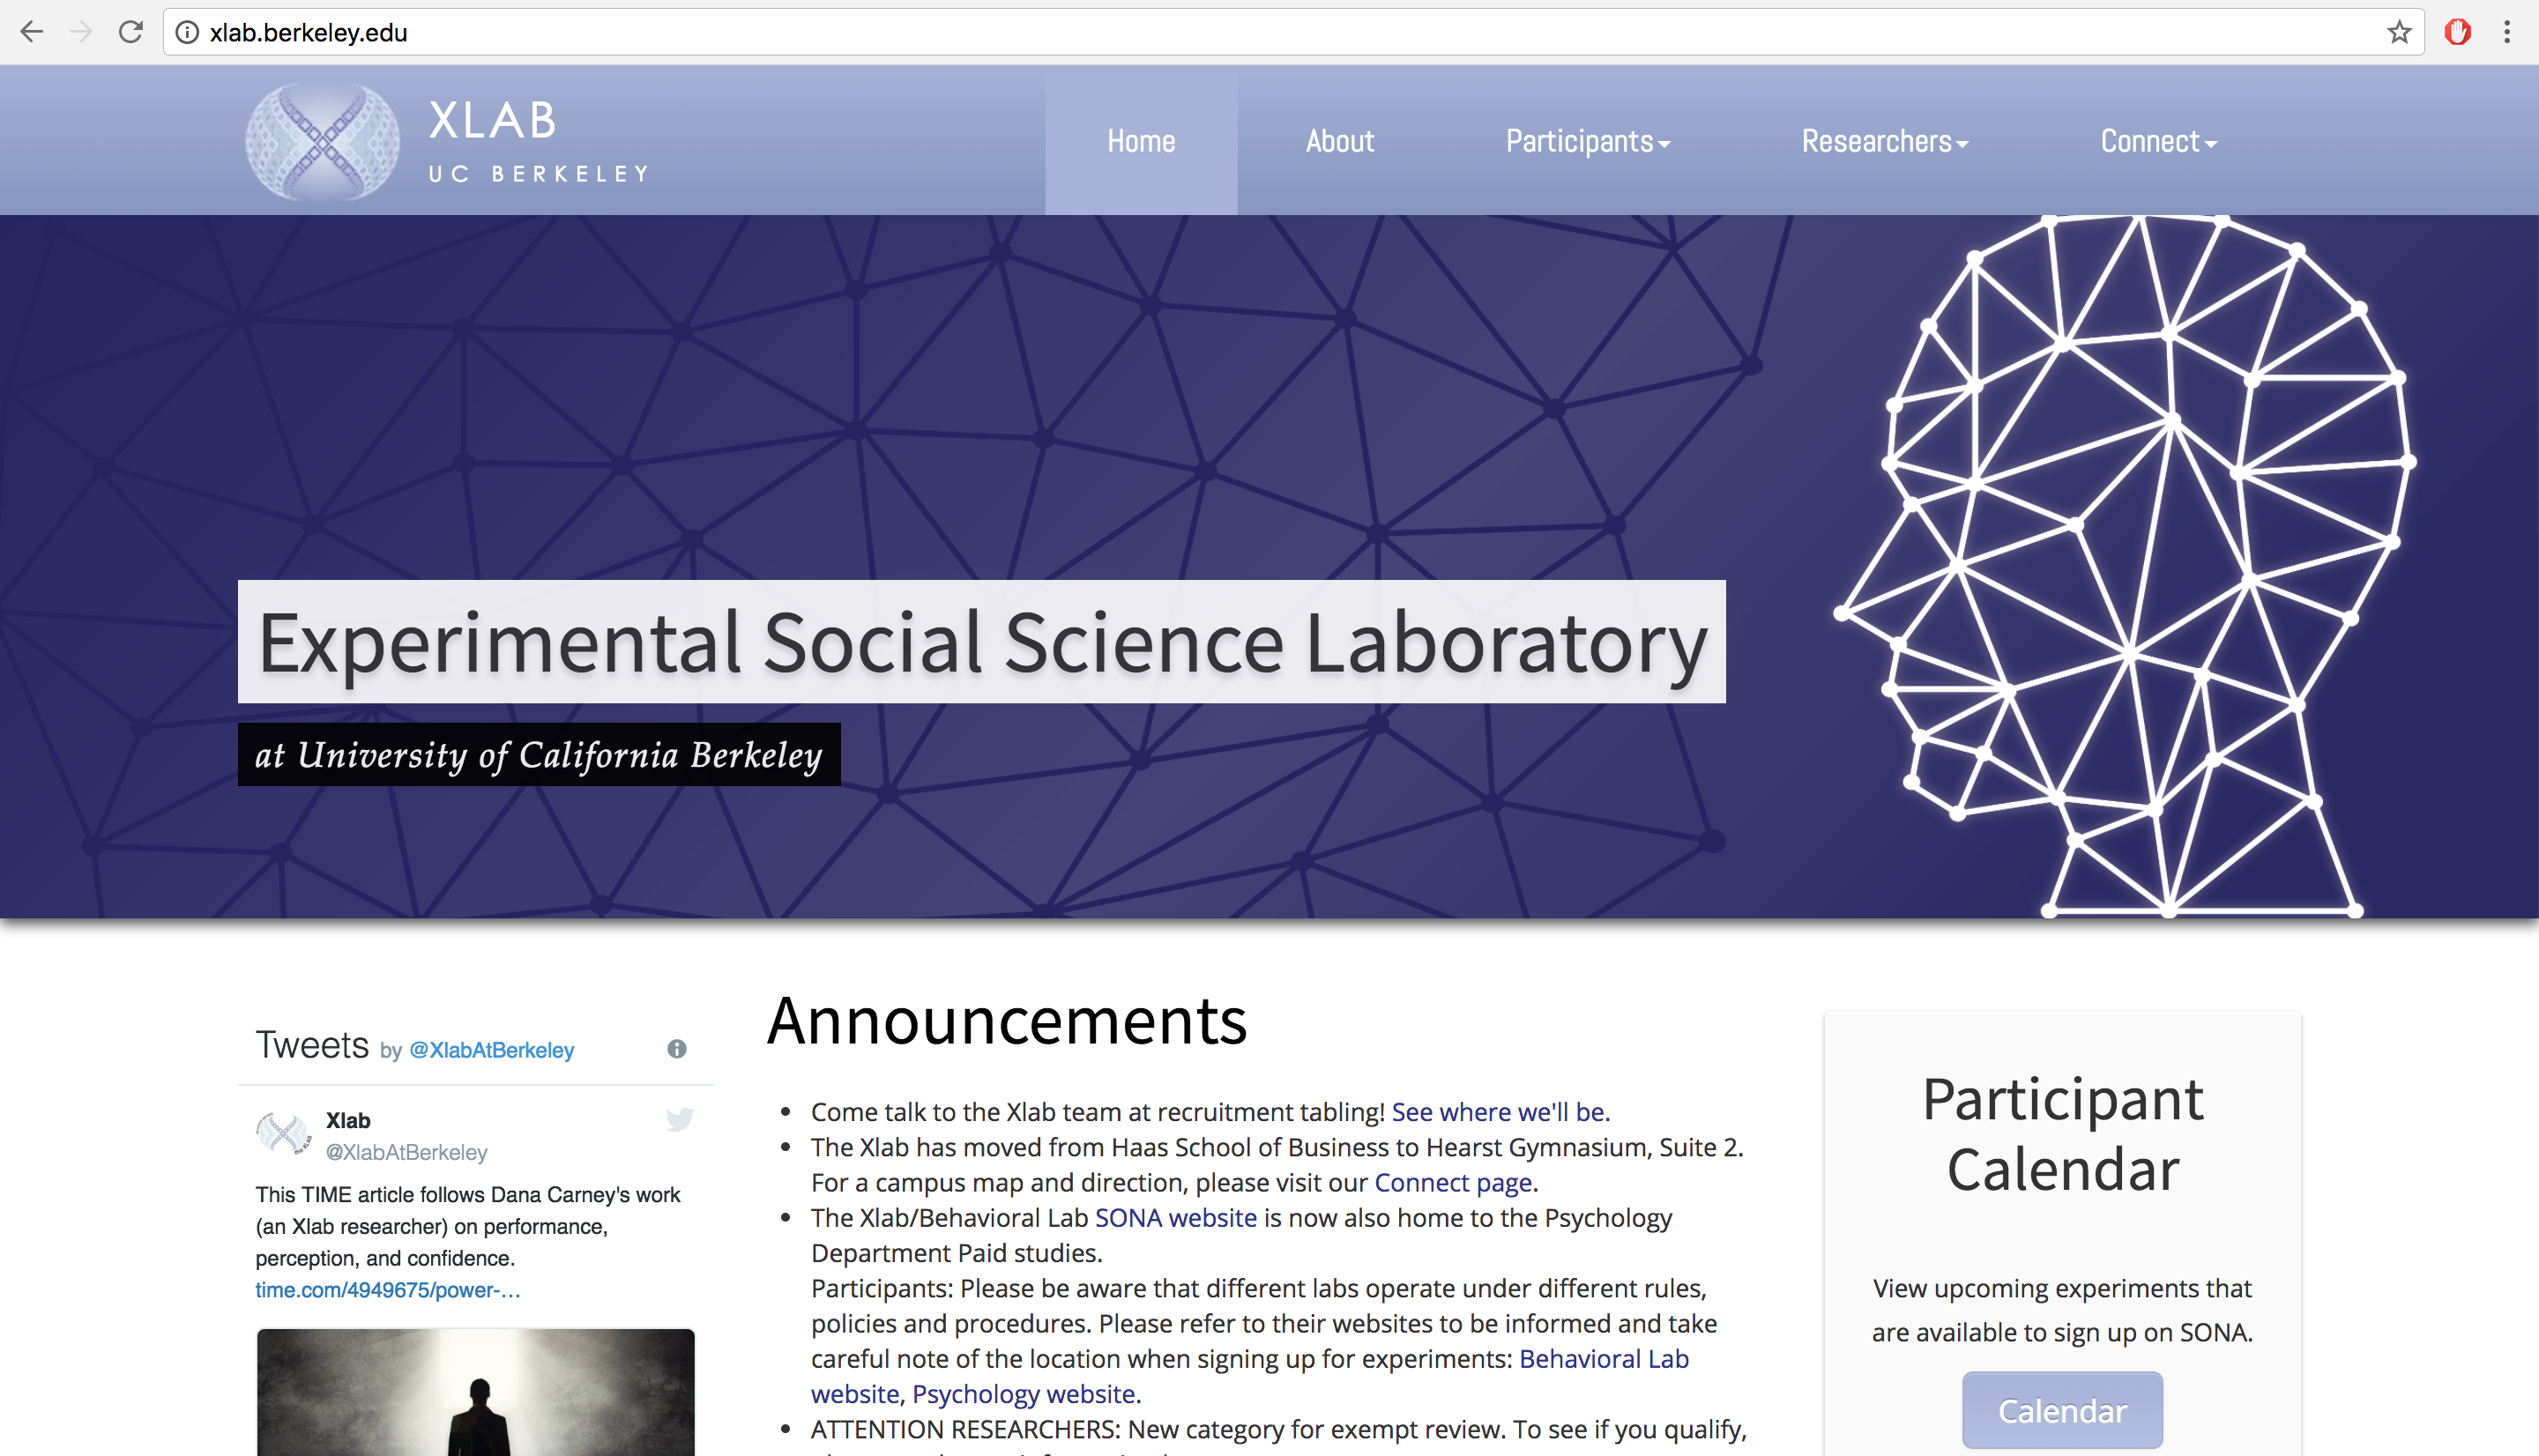 xlab.berkeley.edu
XLAB
UC BERKELEY
Home
About
Participants
Researchers
Connect
Experimental Social Science Laboratory
at University of California Berkeley
Tweets by @XlabAtBerkeley
Xlab
@XlabAtBerkeley
This TIME article follows Dana Carney's work
(an Xlab researcher) on performance,
perception, and confidence.
time.com/4949675/power-…
Announcements
Come talk to the Xlab team at recruitment tabling! See where we'll be.
The Xlab has moved from Haas School of Business to Hearst Gymnasium, Suite 2.
For a campus map and direction, please visit our Connect page.
The Xlab/Behavioral Lab SONA website is now also home to the Psychology
Department Paid studies.
Participants: Please be aware that different labs operate under different rules,
policies and procedures. Please refer to their websites to be informed and take
careful note of the location when signing up for experiments: Behavioral Lab
website, Psychology website.
ATTENTION RESEARCHERS: New category for exempt review. To see if you qualify,
Participant
Calendar
View upcoming experiments that
are available to sign up on SONA.
Calendar